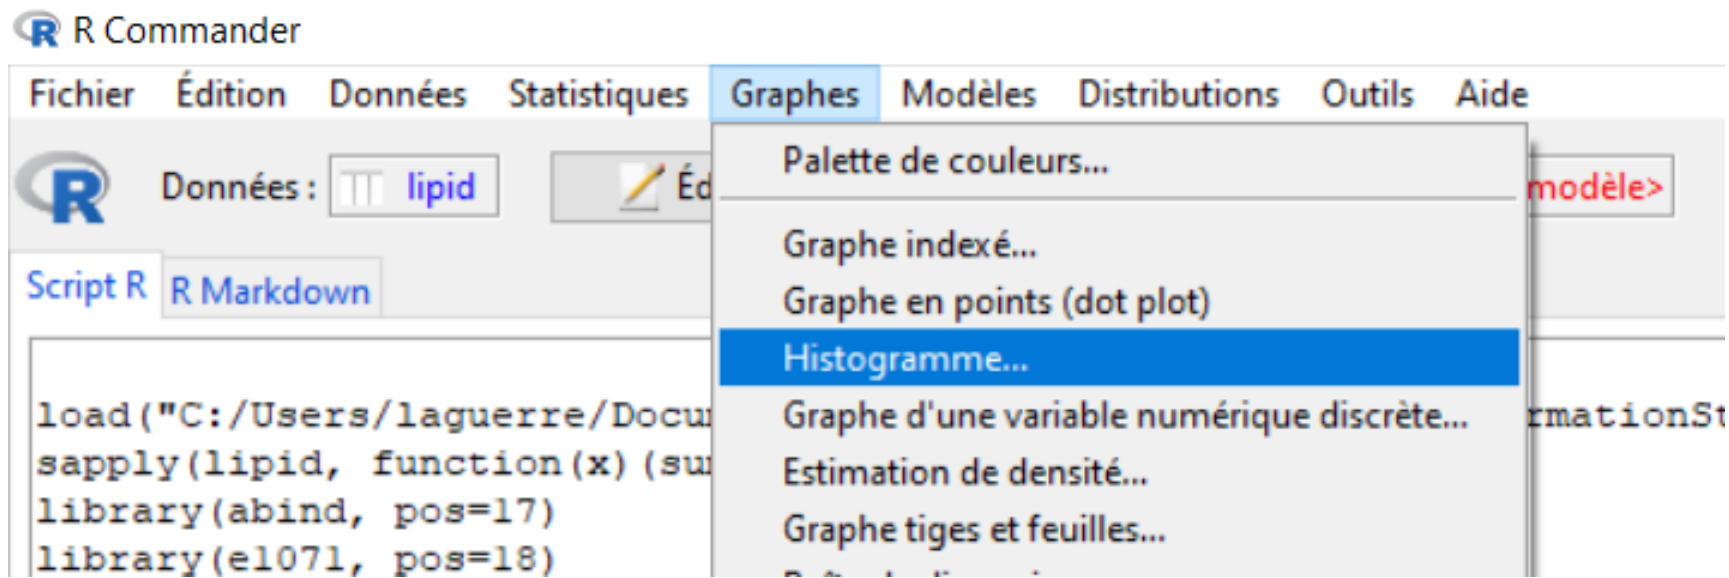 R Commander
Fichier Édition Données Statistiques Graphes Modèles Distributions Outils Aide
Palette de couleurs...
Données : lipid Éd modèle>
Graphe indexé...
Script R R Markdown
Graphe en points (dot plot)
Histogramme...
load("C:/Users/laguerre/Docu rmationSt
Graphe d'une variable numérique discrète...
sapply(lipid, function(x)(su
Estimation de densité...
library(abind, pos=17)
Graphe tiges et feuilles...
library(e1071, pos=18)